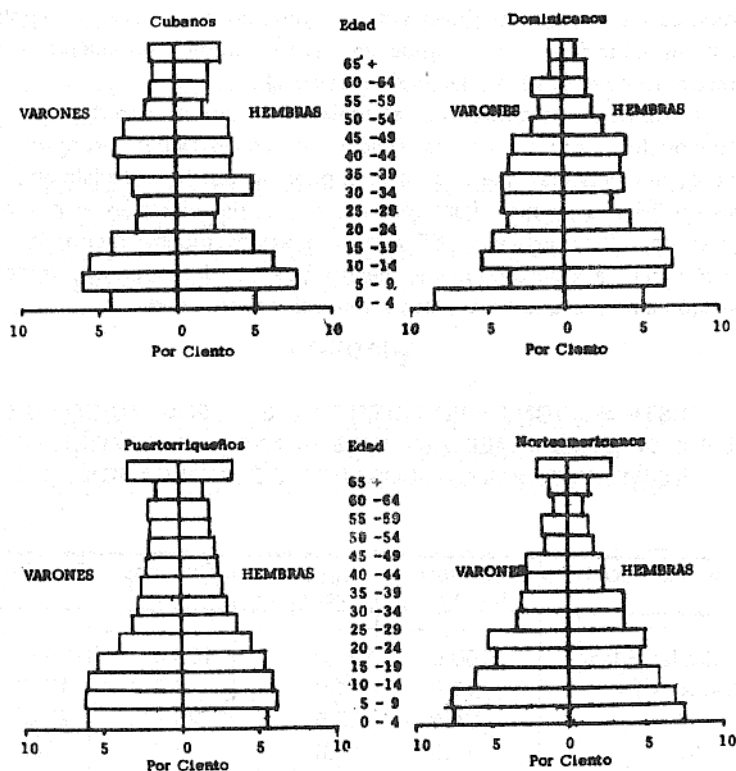 Cubanos Edad Dominicanos
65 +
60 -64
VARONES HEMBRAS 55 -59 VARONES HEMBRAS
50 -54
45 -49
40 -44
35 -39
30 -34
25 -29
20 -24
15 -19
10 -14
5 - 9
0 - 4
10 5 0 5 10 10 5 0 5 10
Por Ciento Por Ciento
Puertorriqueños Edad Norteamericanos
65 +
60 -64
55 -59
50 -54
45 -49
VARONES HEMBRAS 40 -44 VARONES HEMBRAS
35 -39
30 -34
25 -29
20 -24
15 -19
10 -14
5 - 9
0 - 4
10 5 0 5 10 10 5 0 5 10
Por Ciento Por Ciento